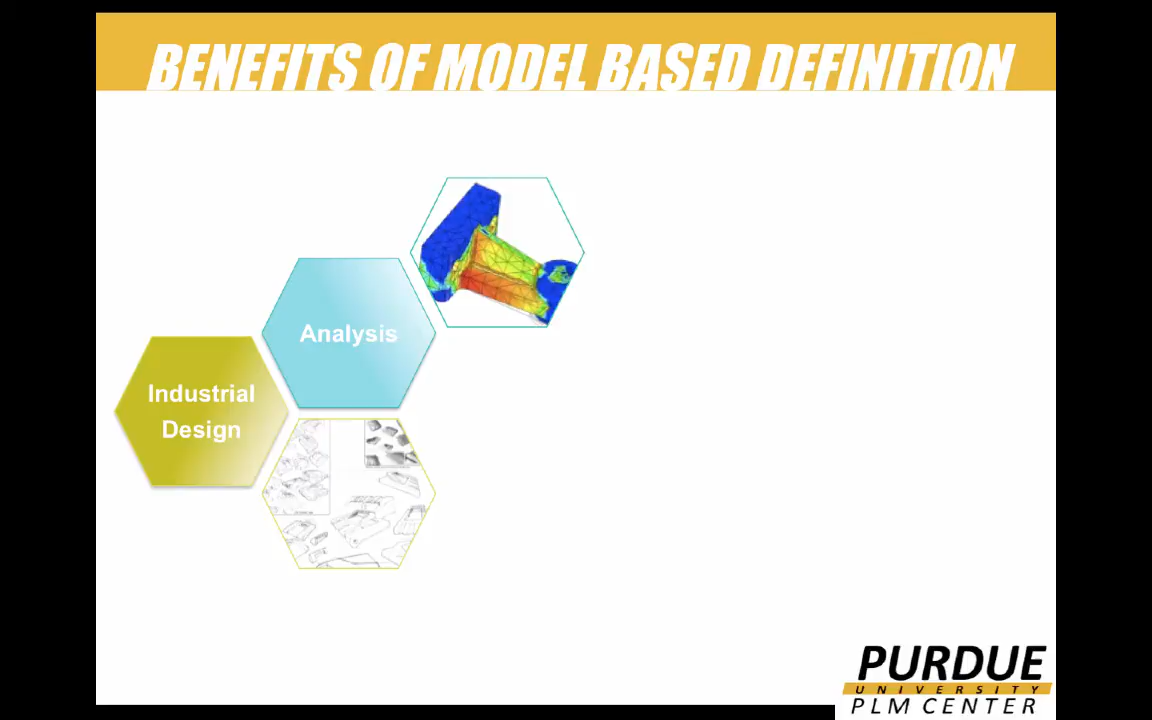 BENEFITS OF MODEL BASED DEFINITION
Analysis
Industrial
Design
PURDUE
UNIVERSITY
PLM CENTER